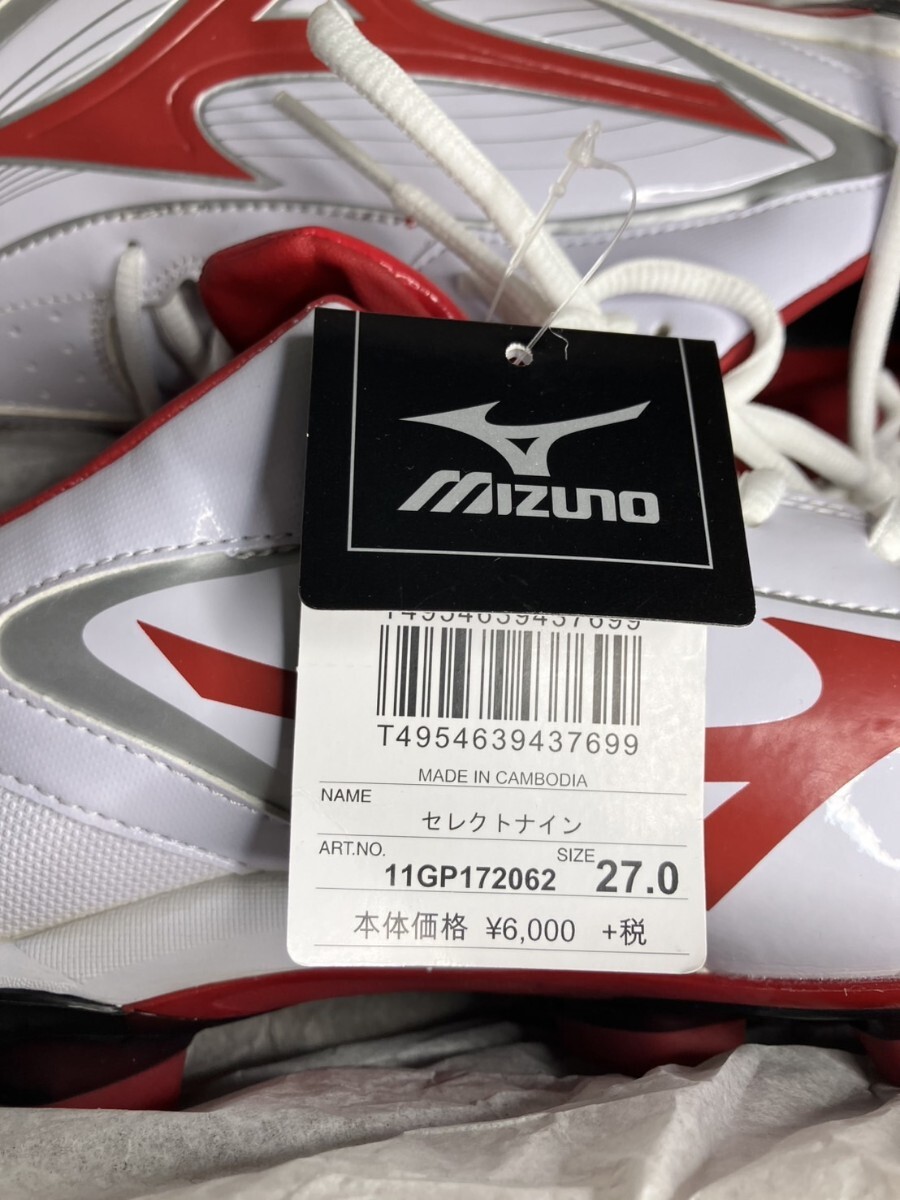 MIZUNO
T4954639437699
T4954639437699
MADE IN CAMBODIA
NAME
セレクトナイン
ART.NO.
11GP172062
SIZE
27.0
本体価格 ¥6,000 +税